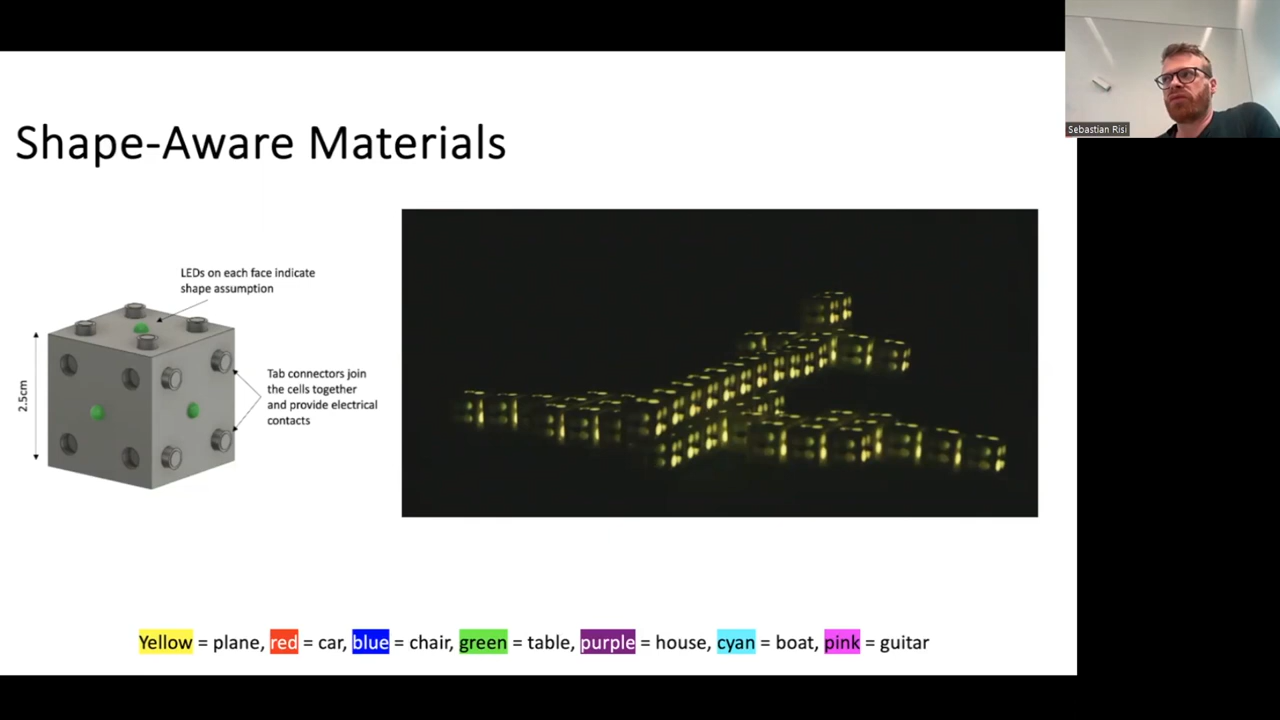 Sebastian Risi
Shape-Aware Materials
LEDs on each face indicate
shape assumption
2.5cm
Tab connectors join
the cells together
and provide electrical
contacts
Yellow = plane, red = car, blue = chair, green = table, purple = house, cyan = boat, pink = guitar